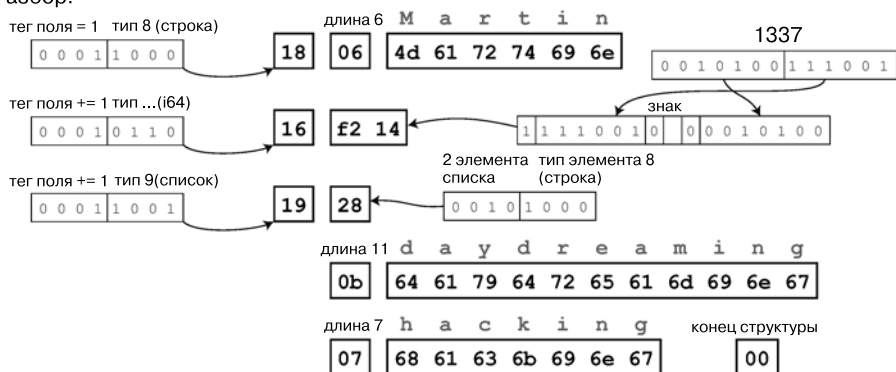 азбор:
тег поля = 1 тип 8 (строка) длина 6 M a r t i n
0 0 0 1 1 0 0 0 18 06 4d 61 72 74 69 6e
1337
0 0 1 0 1 0 0 1 1 1 0 0 1
тег поля += 1 тип ...(i64)
знак
0 0 0 1 0 1 1 0 16 f2 14 1 1 1 1 0 0 1 0 0 0 0 1 0 1 0 0
2 элемента списка тип элемента 8 (строка)
тег поля += 1 тип 9(список)
0 0 0 1 1 0 0 1 19 28 0 0 1 0 1 0 0 0
длина 11 d a y d r e a m i n g
0b 64 61 79 64 72 65 61 6d 69 6e 67
длина 7 h a c k i n g конец структуры
07 68 61 63 6b 69 6e 67 00